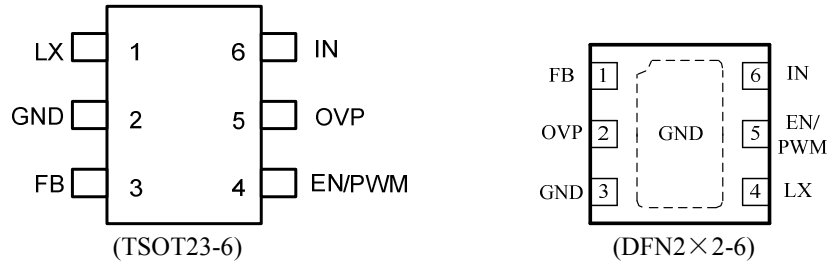 LX 1 6 IN
GND 2 5 OVP
FB 3 4 EN/PWM
(TSOT23-6)
FB 1 6 IN
OVP 2 GND 5 EN/
PWM
GND 3 4 LX
(DFN2×2-6)